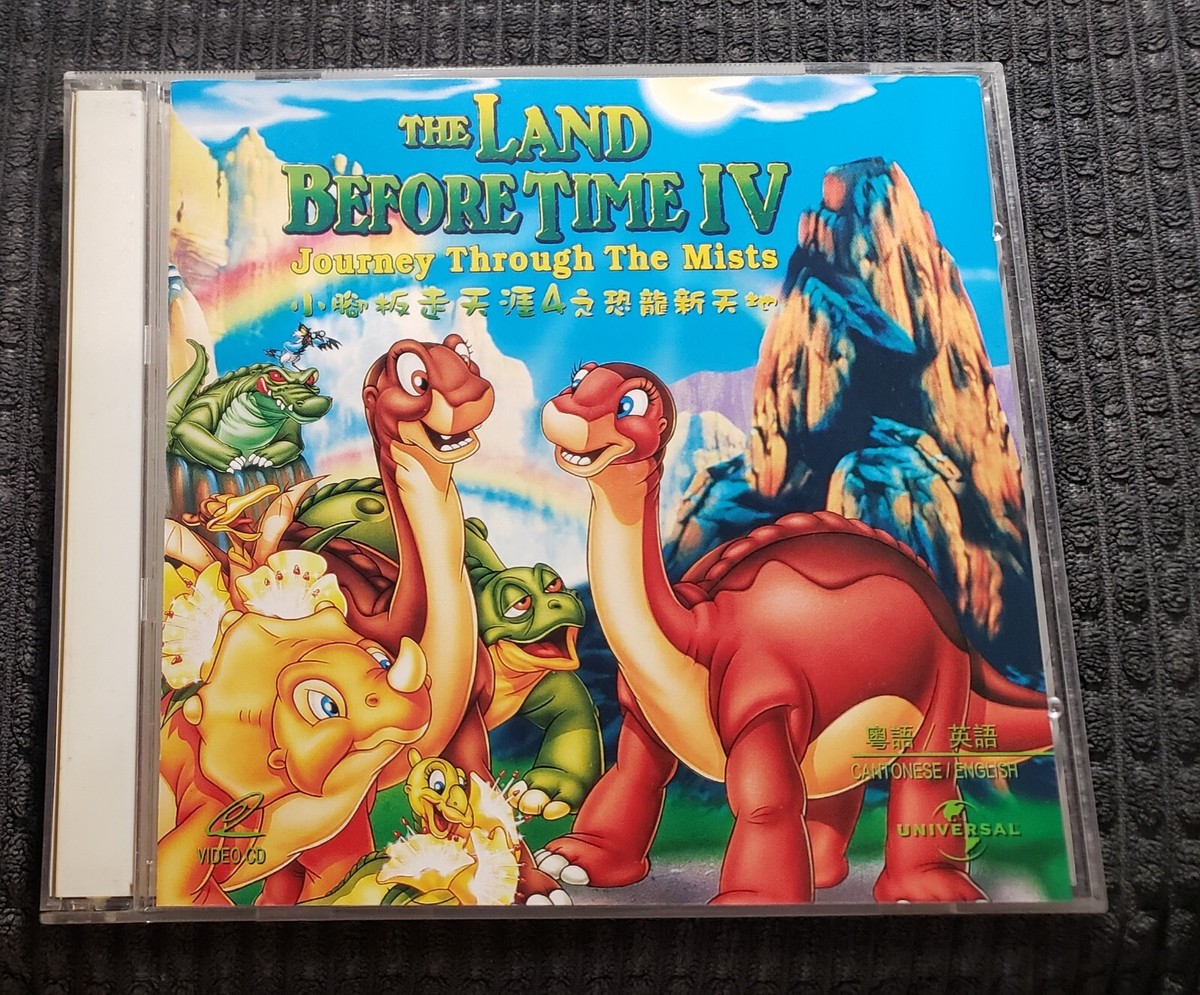 THE LAND
BEFORE TIME IV
Journey Through The Mists
小腳板走天涯4之恐龍新天地
粵語 / 英語
CANTONESE / ENGLISH
UNIVERSAL
VIDEO CD